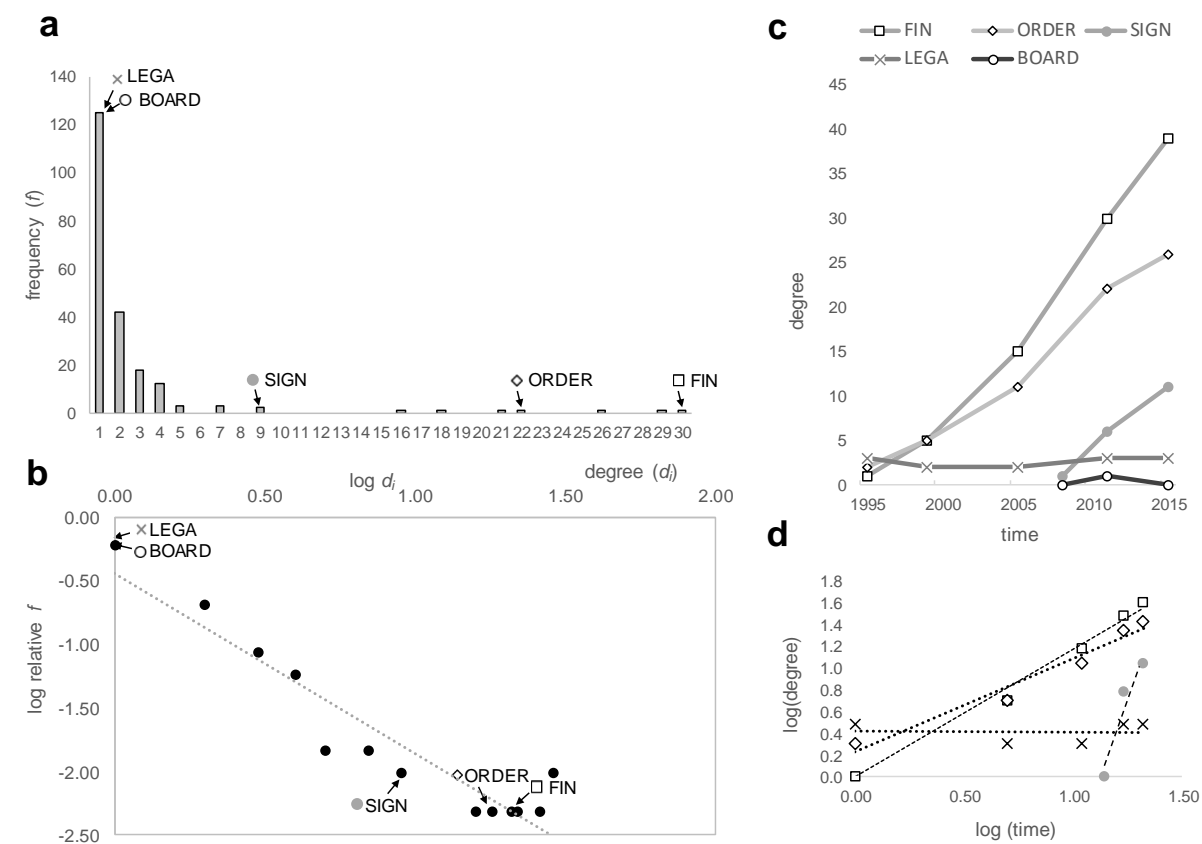 a
LEGA
BOARD
140
120
100
80
60
40
20
0
frequency (f)
SIGN
ORDER
FIN
1 2 3 4 5 6 7 8 9 10 11 12 13 14 15 16 17 18 19 20 21 22 23 24 25 26 27 28 29 30
degree (di)
b
log di
0.00 0.50 1.00 1.50 2.00
0.00
-0.50
-1.00
-1.50
-2.00
-2.50
log relative f
LEGA
BOARD
SIGN
ORDER
FIN
c
FIN ORDER SIGN
LEGA BOARD
45
40
35
30
25
20
15
10
5
0
degree
1995 2000 2005 2010 2015
time
d
1.8
1.6
1.4
1.2
1.0
0.8
0.6
0.4
0.2
0.0
log(degree)
0.00 0.50 1.00 1.50
log (time)